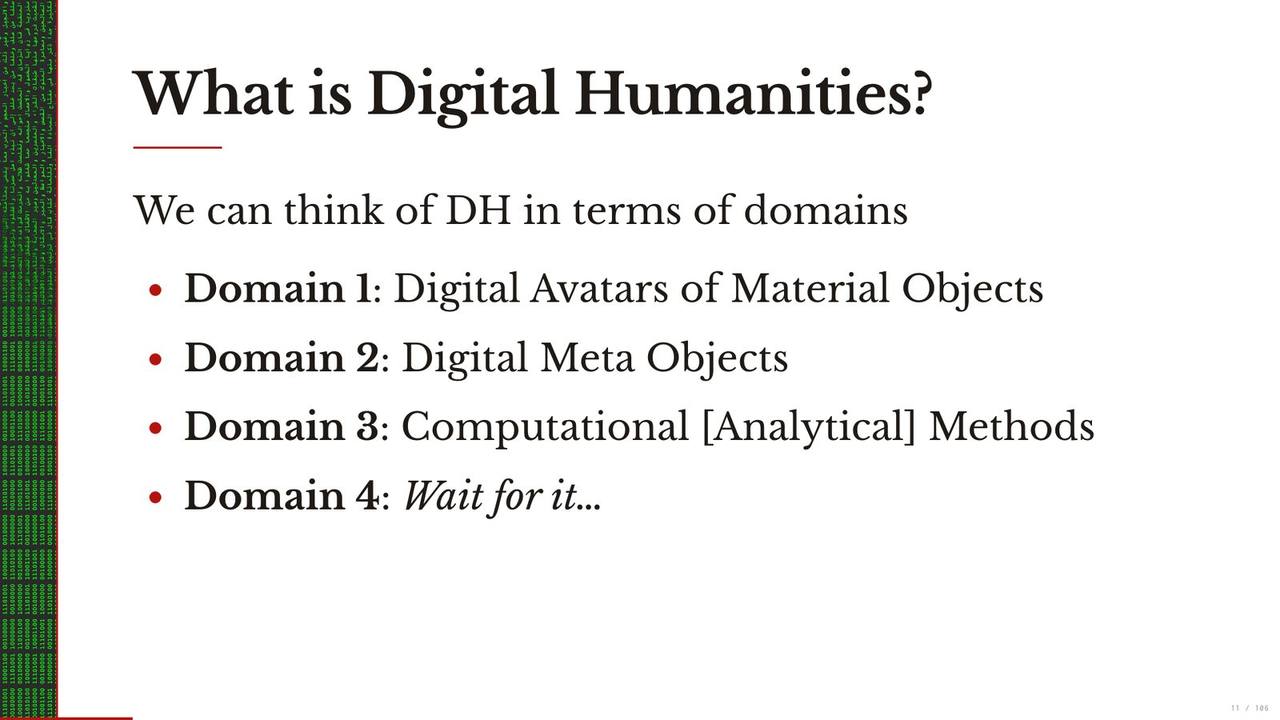 What is Digital Humanities?
We can think of DH in terms of domains
• Domain 1: Digital Avatars of Material Objects
• Domain 2: Digital Meta Objects
• Domain 3: Computational [Analytical] Methods
• Domain 4: Wait for it...
11 / 106